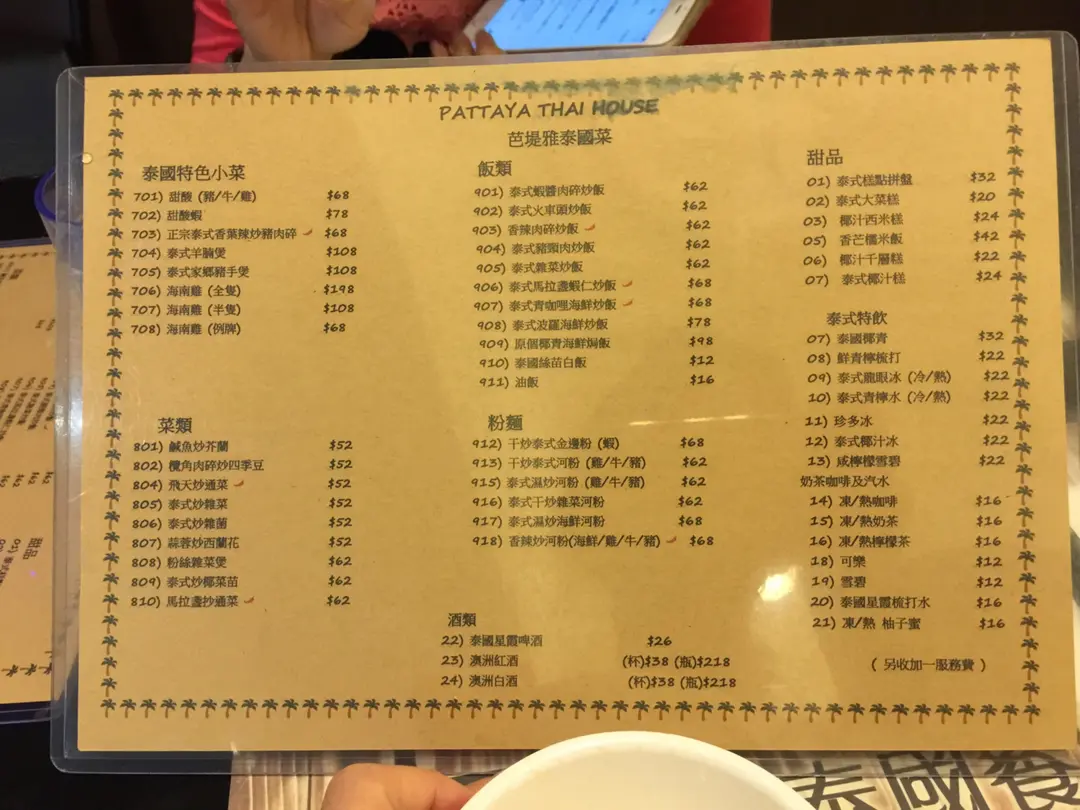 PATTAYA THAI HOUSE
芭堤雅泰國菜
泰國特色小菜
701) 甜酸 (豬/牛/雞) $68
702) 甜酸蝦 $78
703) 正宗泰式香葉辣炒豬肉碎 $68
704) 泰式羊腩煲 $108
705) 泰式家鄉豬手煲 $108
706) 海南雞 (全隻) $198
707) 海南雞 (半隻) $108
708) 海南雞 (例牌) $68
菜類
801) 鹹魚炒芥蘭 $52
802) 欖角肉碎炒四季豆 $52
804) 飛天炒通菜 $52
805) 泰式炒雜菜 $52
806) 泰式炒雜菌 $52
807) 蒜蓉炒西蘭花 $52
808) 粉絲雜菜煲 $62
809) 泰式炒椰菜苗 $62
810) 馬拉盞抄通菜 $62
飯類
901) 泰式蝦醬肉碎炒飯 $62
902) 泰式火車頭炒飯 $62
903) 香辣肉碎炒飯 $62
904) 泰式豬頸肉炒飯 $62
905) 泰式雜菜炒飯 $62
906) 泰式馬拉盞蝦仁炒飯 $68
907) 泰式青咖哩海鮮炒飯 $68
908) 泰式波羅海鮮炒飯 $78
909) 原個椰青海鮮焗飯 $98
910) 泰國絲苗白飯 $12
911) 油飯 $16
粉麵
912) 干炒泰式金邊粉 (蝦) $68
913) 干炒泰式河粉 (雞/牛/豬) $62
915) 泰式濕炒河粉 (雞/牛/豬) $62
916) 泰式干炒雜菜河粉 $62
917) 泰式濕炒海鮮河粉 $68
918) 香辣炒河粉(海鮮/雞/牛/豬) $68
酒類
22) 泰國星霞啤酒 $26
23) 澳洲紅酒 (杯)$38 (瓶)$218
24) 澳洲白酒 (杯)$38 (瓶)$218
甜品
01) 泰式糕點拼盤 $32
02) 泰式大菜糕 $20
03) 椰汁西米糕 $24
05) 香芒糯米飯 $42
06) 椰汁千層糕 $22
07) 泰式椰汁糕 $24
泰式特飲
07) 泰國椰青 $32
08) 鮮青檸梳打 $22
09) 泰式龍眼冰 (冷/熱) $22
10) 泰式青檸水 (冷/熱) $22
11) 珍多冰 $22
12) 泰式椰汁冰 $22
13) 咸檸檬雪碧 $22
奶茶咖啡及汽水
14) 凍/熱咖啡 $16
15) 凍/熱奶茶 $16
16) 凍/熱檸檬茶 $16
18) 可樂 $12
19) 雪碧 $12
20) 泰國星霞梳打水 $16
21) 凍/熱 柚子蜜 $16
( 另收加一服務費 )
甜品
泰國餐